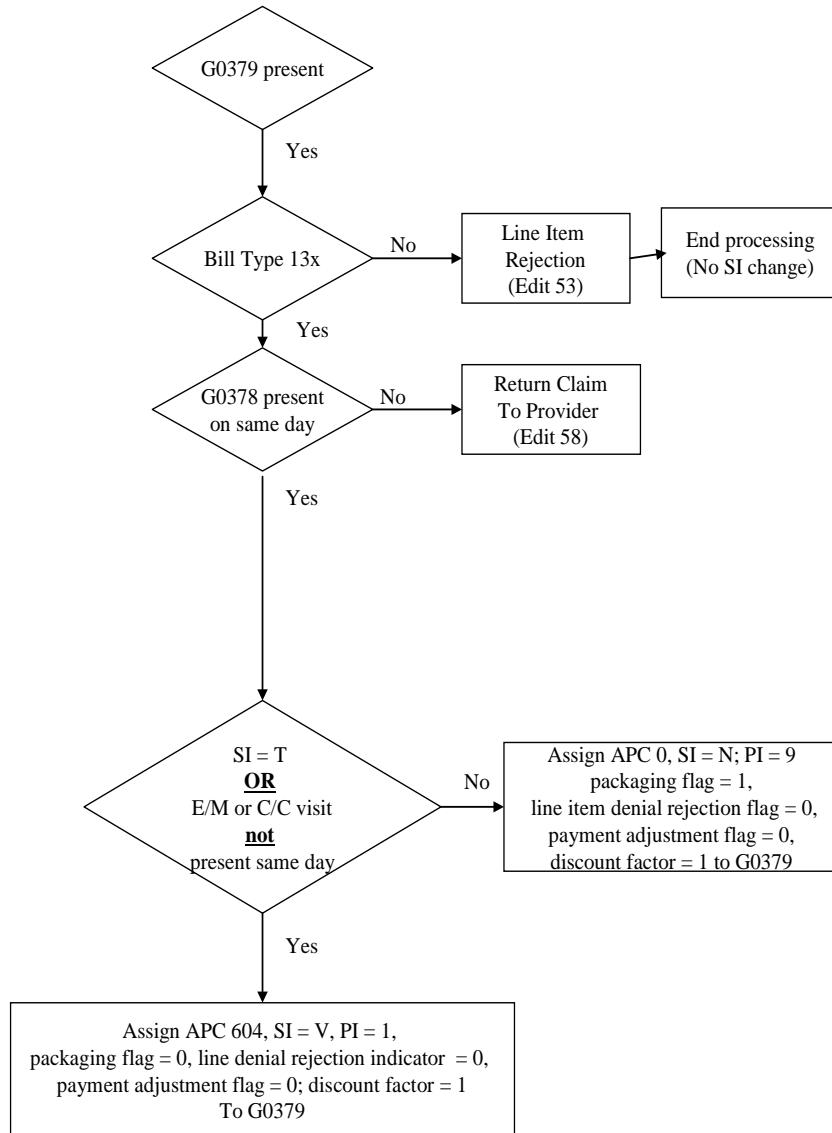 G0379 present
Yes
Bill Type 13x
No
Line Item
Rejection
(Edit 53)
End processing
(No SI change)
Yes
G0378 present
on same day
No
Return Claim
To Provider
(Edit 58)
Yes
SI = T
OR
E/M or C/C visit
not
present same day
No
Assign APC 0, SI = N; PI = 9
packaging flag = 1,
line item denial rejection flag = 0,
payment adjustment flag = 0,
discount factor = 1 to G0379
Yes
Assign APC 604, SI = V, PI = 1,
packaging flag = 0, line denial rejection indicator = 0,
payment adjustment flag = 0; discount factor = 1
To G0379